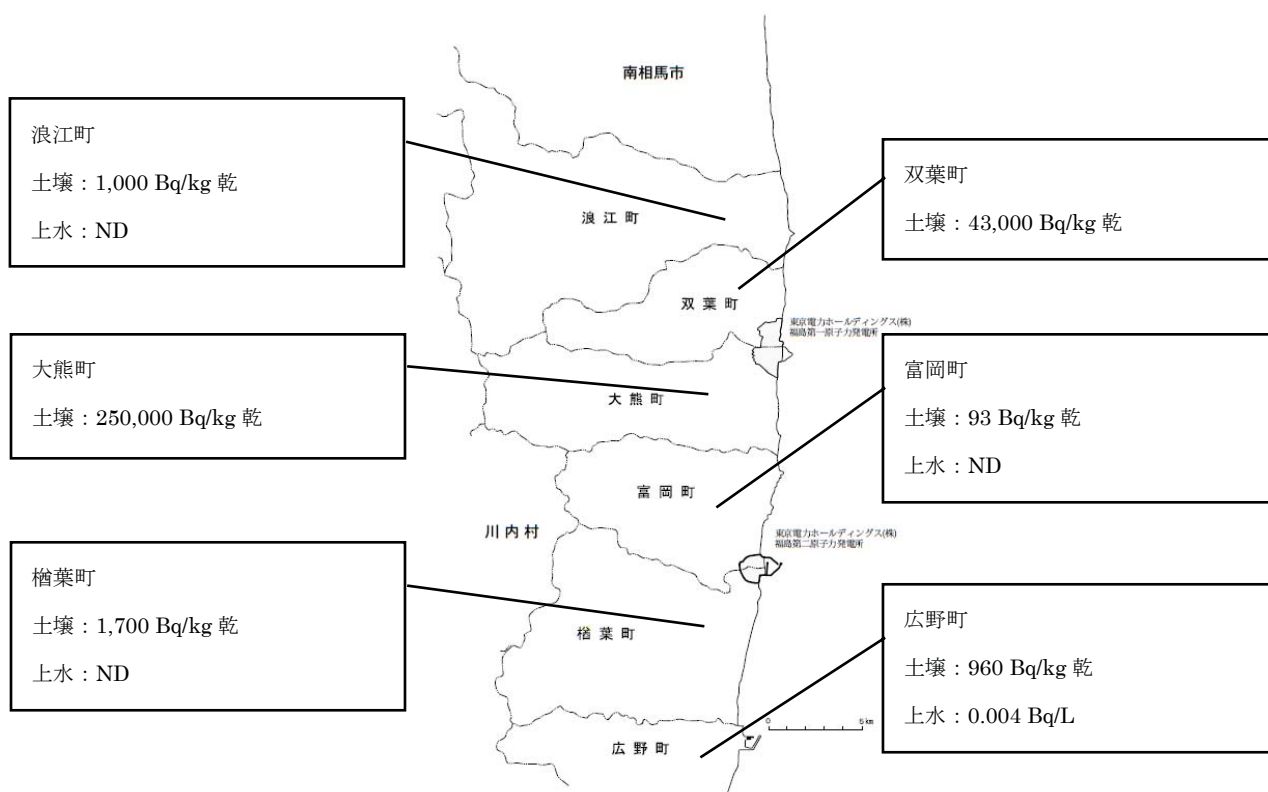 南相馬市
浪江町
土壌：1,000 Bq/kg 乾
上水：ND
双葉町
土壌：43,000 Bq/kg 乾
浪江町
双葉町
東京電力ホールディングス(株)
福島第一原子力発電所
大熊町
土壌：250,000 Bq/kg 乾
富岡町
土壌：93 Bq/kg 乾
上水：ND
大熊町
富岡町
川内村
東京電力ホールディングス(株)
福島第二原子力発電所
楢葉町
土壌：1,700 Bq/kg 乾
上水：ND
広野町
土壌：960 Bq/kg 乾
上水：0.004 Bq/L
楢葉町
0 5km
広野町